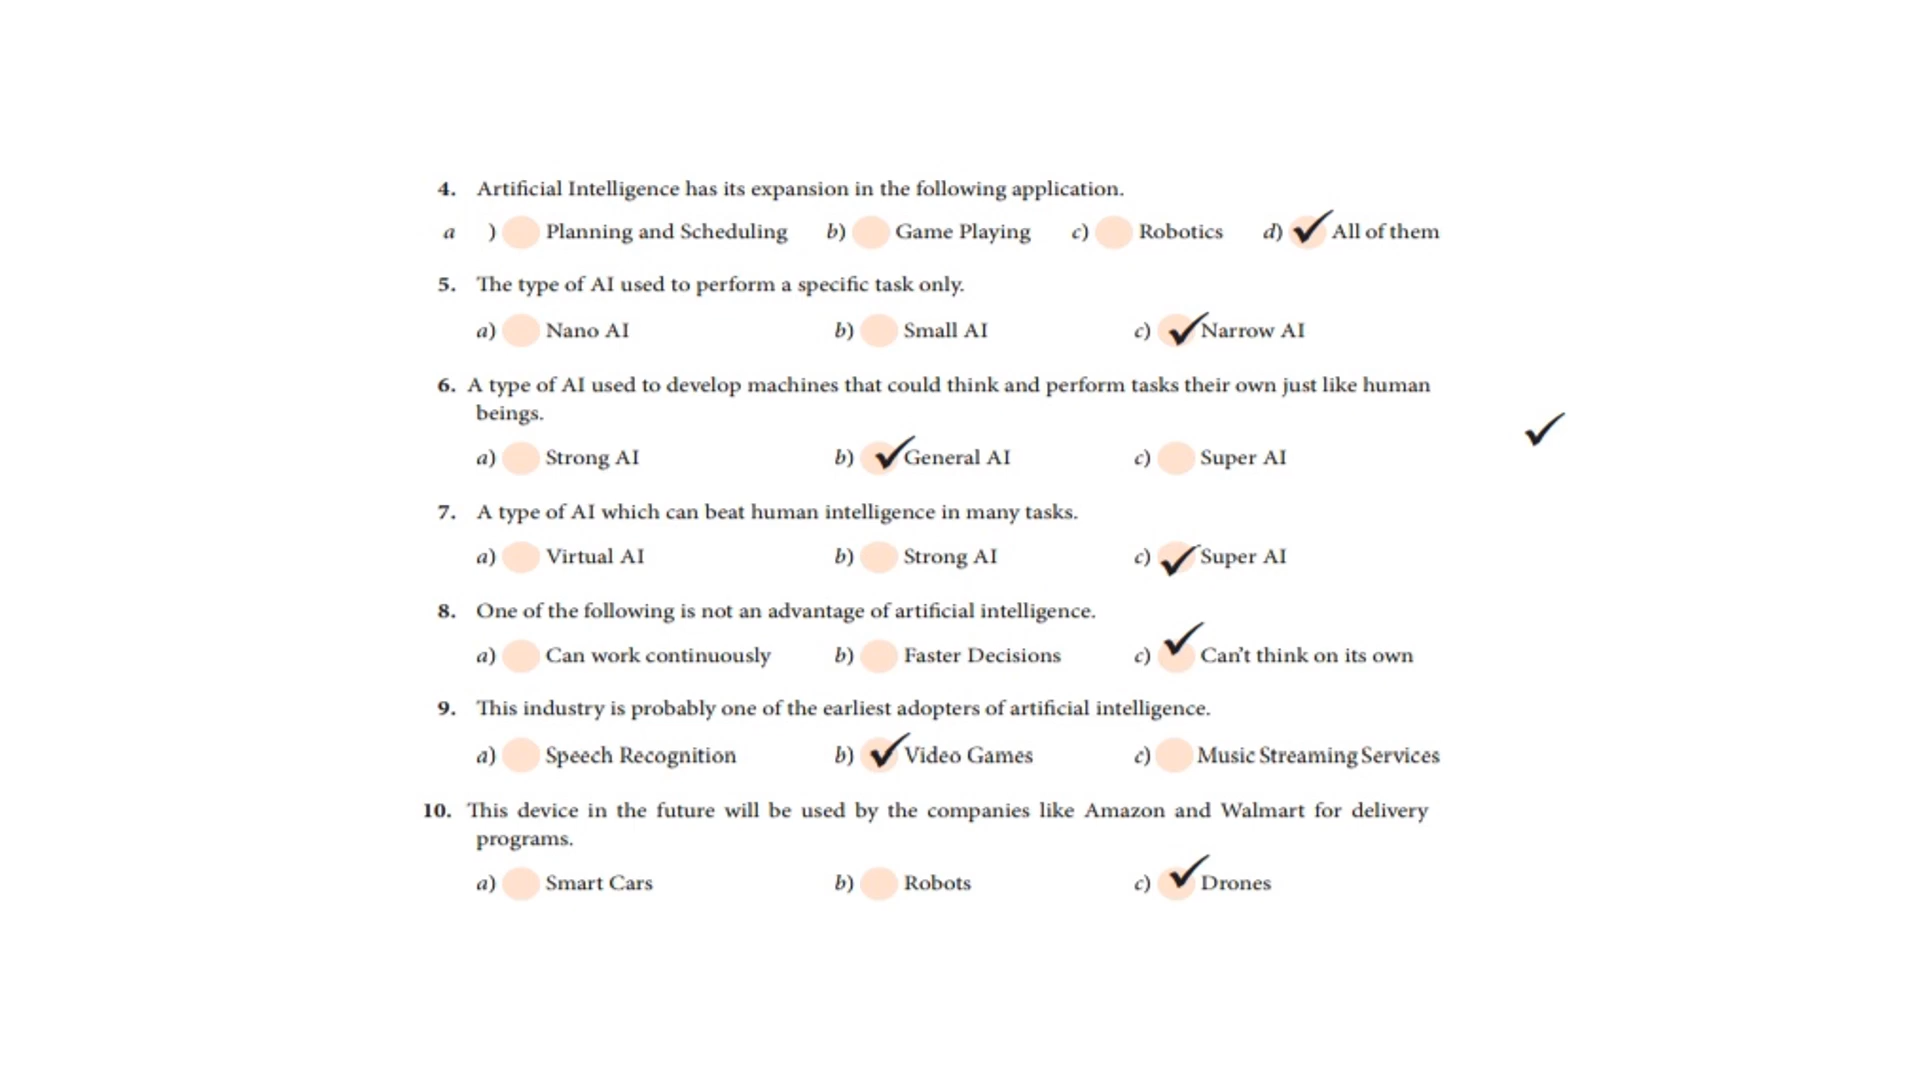 4. Artificial Intelligence has its expansion in the following application.
a ) Planning and Scheduling b) Game Playing c) Robotics d) ✓ All of them
5. The type of AI used to perform a specific task only.
a) Nano AI b) Small AI c) ✓ Narrow AI
6. A type of AI used to develop machines that could think and perform tasks their own just like human
beings.
✓
a) Strong AI b) ✓ General AI c) Super AI
7. A type of AI which can beat human intelligence in many tasks.
a) Virtual AI b) Strong AI c) ✓ Super AI
8. One of the following is not an advantage of artificial intelligence.
a) Can work continuously b) Faster Decisions c) ✓ Can't think on its own
9. This industry is probably one of the earliest adopters of artificial intelligence.
a) Speech Recognition b) ✓ Video Games c) Music Streaming Services
10. This device in the future will be used by the companies like Amazon and Walmart for delivery
programs.
a) Smart Cars b) Robots c) ✓ Drones